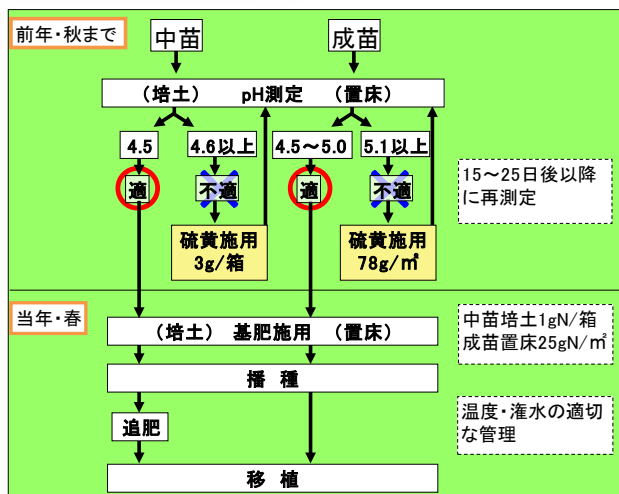 前年・秋まで
中苗
成苗
（培土） pH測定 （置床）
4.5
4.6以上
4.5～5.0
5.1以上
適
不適
適
不適
15～25日後以降
に再測定
硫黄施用
3g/箱
硫黄施用
78g/㎡
当年・春
（培土） 基肥施用 （置床）
中苗培土1gN/箱
成苗置床25gN/㎡
播 種
追肥
温度・潅水の適切
な管理
移 植